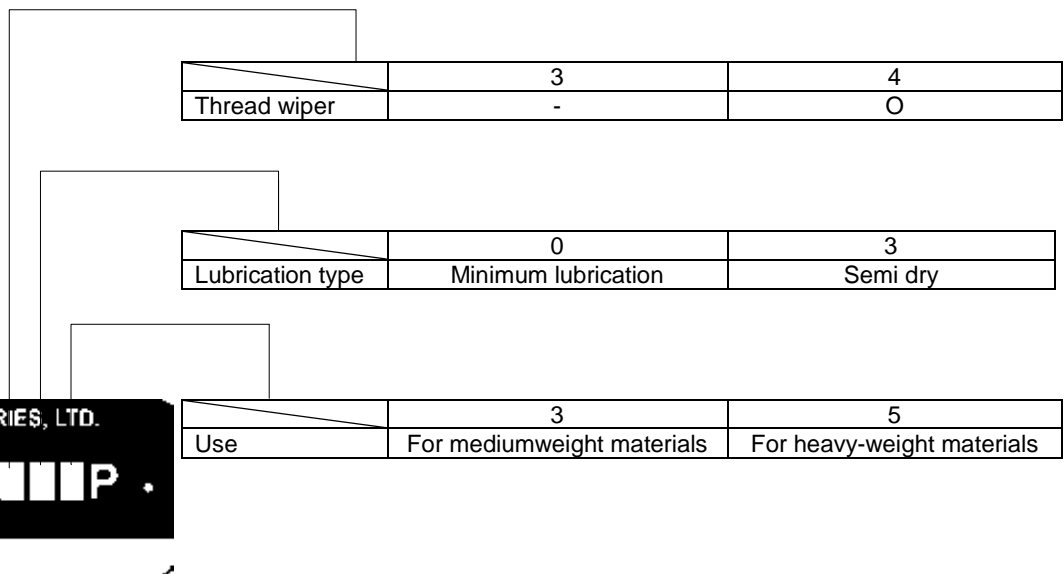 3 4
Thread wiper - O
0 3
Lubrication type Minimum lubrication Semi dry
RIES, LTD.
3 5
Use For mediumweight materials For heavy-weight materials
P .